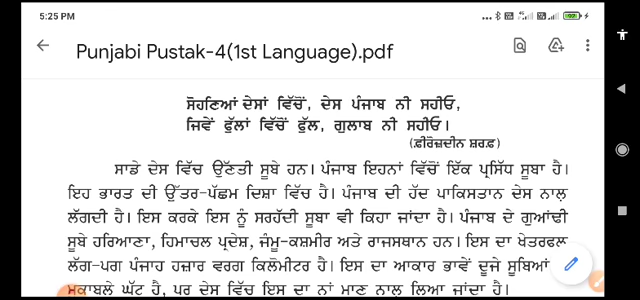 5:25 PM
Punjabi Pustak-4(1st Language).pdf
ਸੋਹਣਿਆਂ ਦੇਸਾਂ ਵਿੱਚੋਂ, ਦੇਸ ਪੰਜਾਬ ਨੀ ਸਹੀਓ,
ਜਿਵੇਂ ਫੁੱਲਾਂ ਵਿੱਚੋਂ ਫੁੱਲ, ਗੁਲਾਬ ਨੀ ਸਹੀਓ।
(ਫ਼ੀਰੋਜ਼ਦੀਨ ਸ਼ਰਫ਼)
ਸਾਡੇ ਦੇਸ ਵਿੱਚ ਉਣੱਤੀ ਸੂਬੇ ਹਨ। ਪੰਜਾਬ ਇਹਨਾਂ ਵਿੱਚੋਂ ਇੱਕ ਪ੍ਰਸਿੱਧ ਸੂਬਾ ਹੈ।
ਇਹ ਭਾਰਤ ਦੀ ਉੱਤਰ-ਪੱਛਮ ਦਿਸ਼ਾ ਵਿੱਚ ਹੈ। ਪੰਜਾਬ ਦੀ ਹੱਦ ਪਾਕਿਸਤਾਨ ਦੇਸ ਨਾਲ਼
ਲੱਗਦੀ ਹੈ। ਇਸ ਕਰਕੇ ਇਸ ਨੂੰ ਸਰਹੱਦੀ ਸੂਬਾ ਵੀ ਕਿਹਾ ਜਾਂਦਾ ਹੈ। ਪੰਜਾਬ ਦੇ ਗੁਆਂਢੀ
ਸੂਬੇ ਹਰਿਆਣਾ, ਹਿਮਾਚਲ ਪ੍ਰਦੇਸ਼, ਜੰਮੂ-ਕਸ਼ਮੀਰ ਅਤੇ ਰਾਜਸਥਾਨ ਹਨ। ਇਸ ਦਾ ਖੇਤਰਫਲ
ਲੱਗ-ਪਗ ਪੰਜਾਹ ਹਜ਼ਾਰ ਵਰਗ ਕਿਲੋਮੀਟਰ ਹੈ। ਇਸ ਦਾ ਆਕਾਰ ਭਾਵੇਂ ਦੂਜੇ ਸੂਬਿਆਂ
ਮੁਕਾਬਲੇ ਘੱਟ ਹੈ, ਪਰ ਦੇਸ ਵਿੱਚ ਇਸ ਦਾ ਨਾਂ ਮਾਣ ਨਾਲ਼ ਲਿਆ ਜਾਂਦਾ ਹੈ।